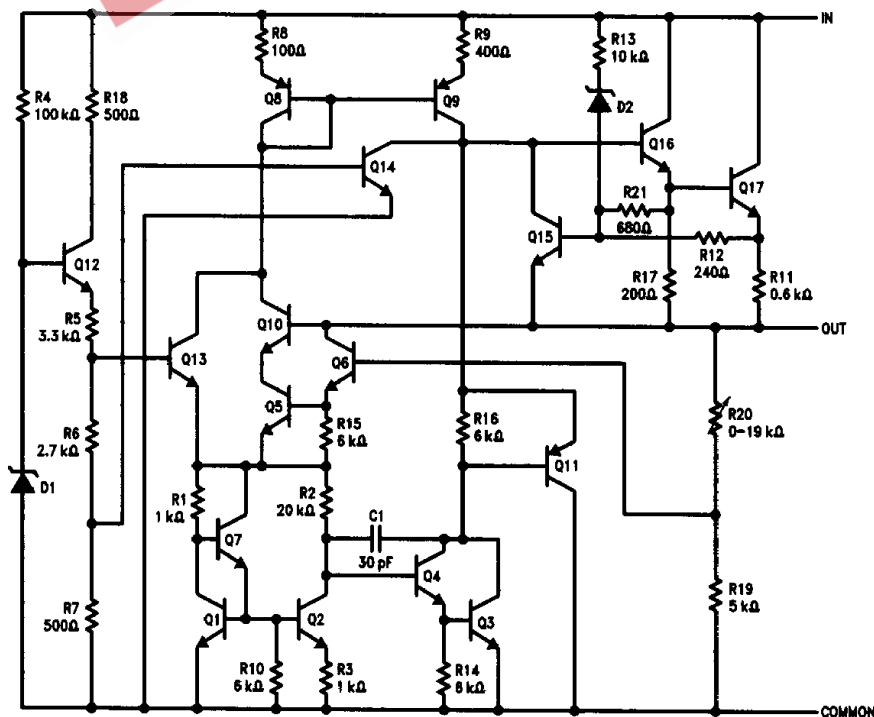 IN
R8
100Ω
R9
400Ω
R13
10 kΩ
R4
100 kΩ
R18
500Ω
Q8
Q9
D2
Q14
Q16
Q17
R21
680Ω
Q15
R12
240Ω
Q12
R17
200Ω
R11
0.6 kΩ
R5
3.3 kΩ
Q10
OUT
Q13
Q6
Q5
R15
6 kΩ
R16
6 kΩ
R20
0-19 kΩ
R6
2.7 kΩ
Q11
D1
R1
1 kΩ
R2
20 kΩ
C1
30 pF
Q7
Q4
R7
500Ω
Q1
Q2
Q3
R19
5 kΩ
R10
6 kΩ
R3
1 kΩ
R14
6 kΩ
COMMON